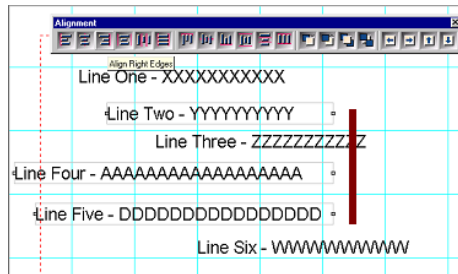 Alignment
Align Right Edges
Line One - XXXXXXXXXXX
Line Two - YYYYYYYYYY
Line Three - ZZZZZZZZZZZ
Line Four - AAAAAAAAAAAAAAAAAA
Line Five - DDDDDDDDDDDDDDDD
Line Six - WWWWWWWWW